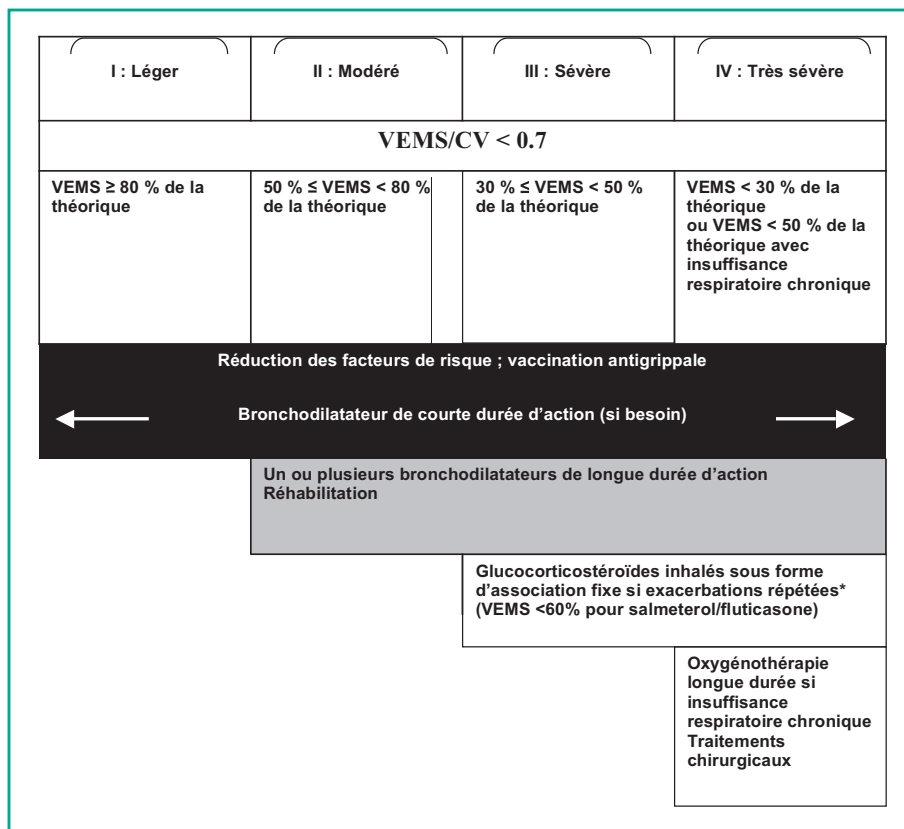 I : Léger
II : Modéré
III : Sévère
IV : Très sévère
VEMS/CV < 0.7
VEMS ≥ 80 % de la
théorique
50 % ≤ VEMS < 80 %
de la théorique
30 % ≤ VEMS < 50 %
de la théorique
VEMS < 30 % de la
théorique
ou VEMS < 50 % de la
théorique avec
insuffisance
respiratoire chronique
Réduction des facteurs de risque ; vaccination antigrippale
Bronchodilatateur de courte durée d’action (si besoin)
Un ou plusieurs bronchodilatateurs de longue durée d’action
Réhabilitation
Glucocorticostéroïdes inhalés sous forme
d’association fixe si exacerbations répétées*
(VEMS <60% pour salmeterol/fluticasone)
Oxygénothérapie
longue durée si
insuffisance
respiratoire chronique
Traitements
chirurgicaux